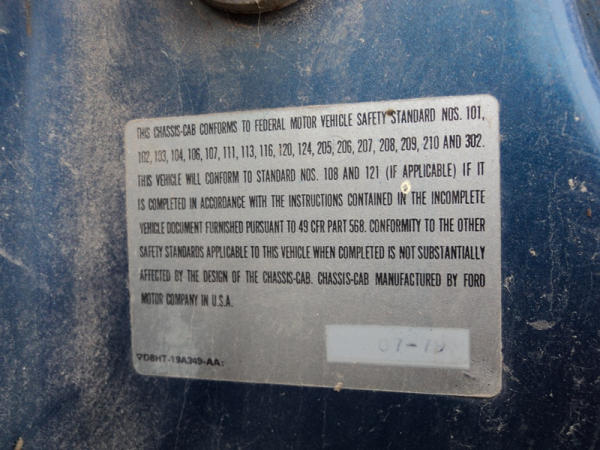 THIS CHASSIS-CAB CONFORMS TO FEDERAL MOTOR VEHICLE SAFETY STANDARD NOS. 101,
102, 103, 104, 106, 107, 111, 113, 116, 120, 124, 205, 206, 207, 208, 209, 210 AND 302.
THIS VEHICLE WILL CONFORM TO STANDARD NOS. 108 AND 121 (IF APPLICABLE) IF IT
IS COMPLETED IN ACCORDANCE WITH THE INSTRUCTIONS CONTAINED IN THE INCOMPLETE
VEHICLE DOCUMENT FURNISHED PURSUANT TO 49 CFR PART 568. CONFORMITY TO THE OTHER
SAFETY STANDARDS APPLICABLE TO THIS VEHICLE WHEN COMPLETED IS NOT SUBSTANTIALLY
AFFECTED BY THE DESIGN OF THE CHASSIS-CAB. CHASSIS-CAB MANUFACTURED BY FORD
MOTOR COMPANY IN U.S.A.
07-79